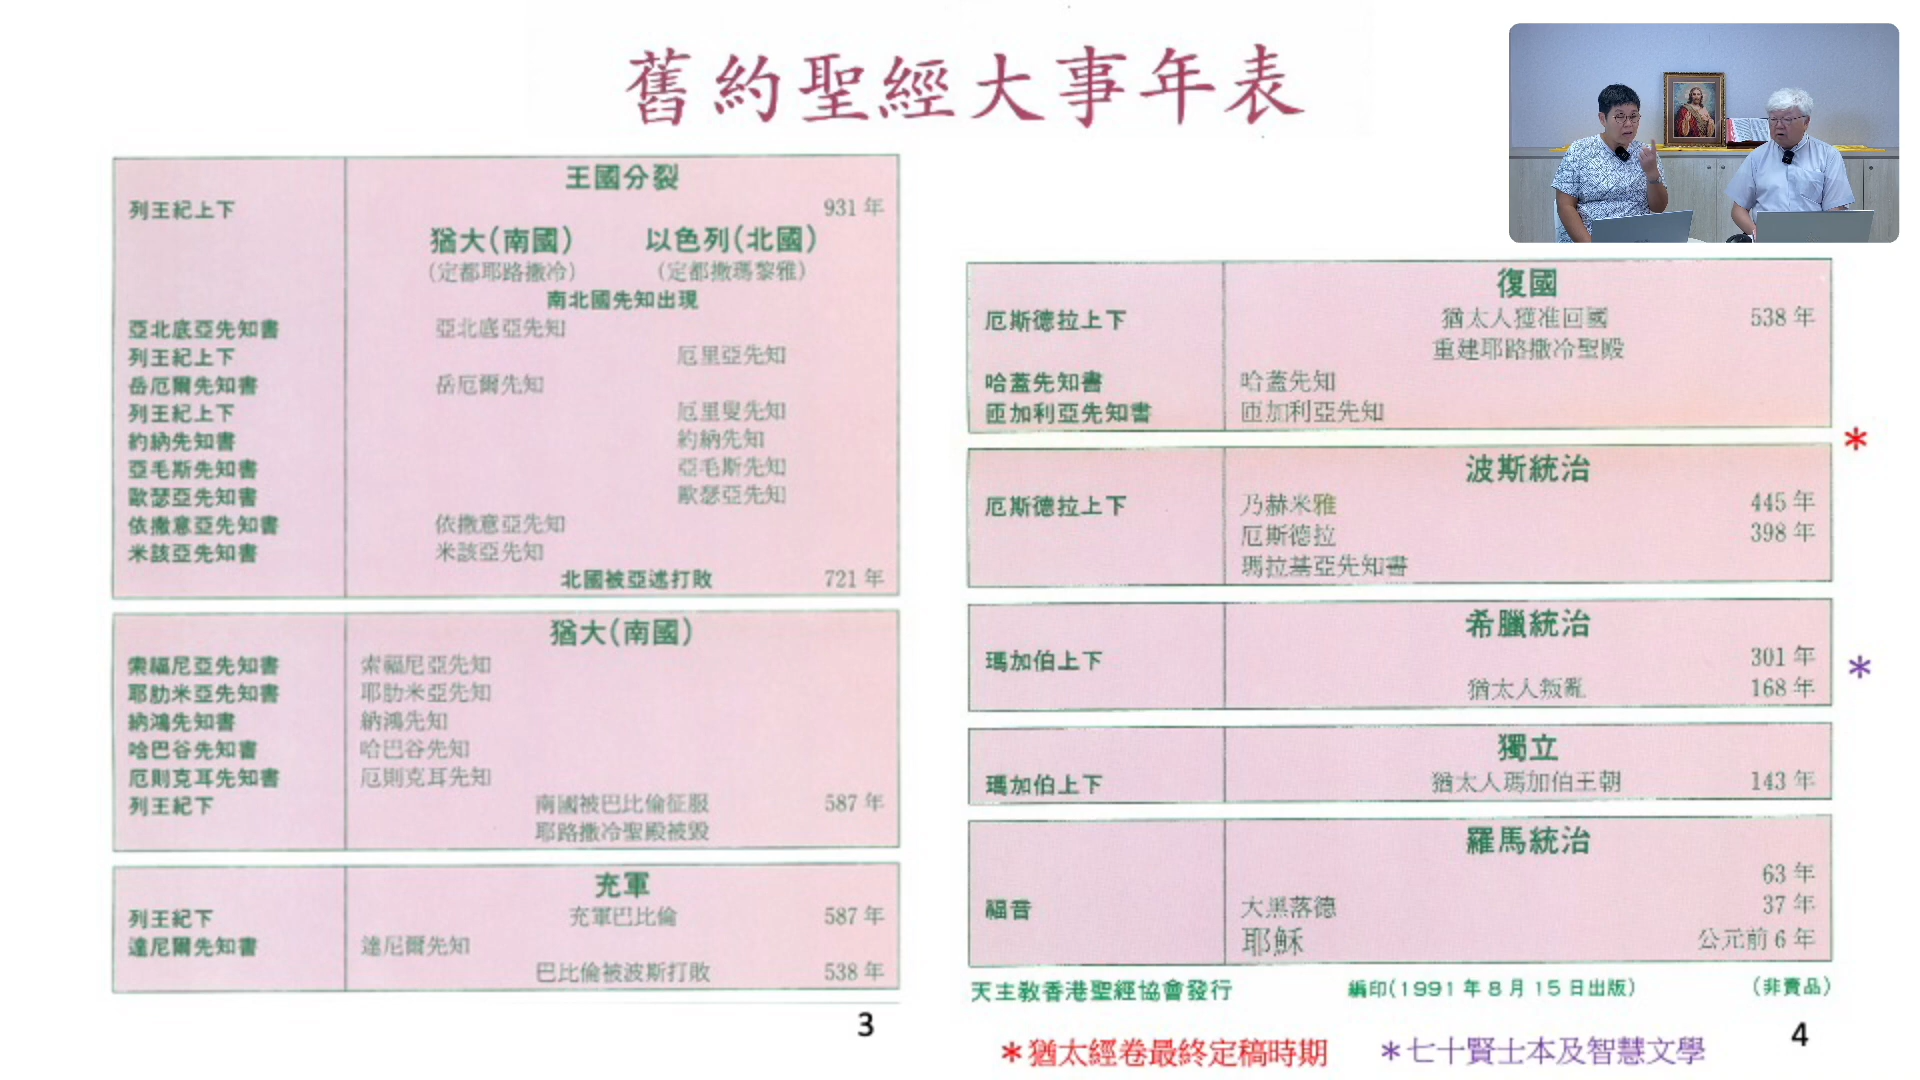 舊約聖經大事年表
王國分裂
列王紀上下 931 年
猶大(南國) 以色列(北國)
(定都耶路撒冷) (定都撒瑪黎雅)
南北國先知出現
亞北底亞先知書 亞北底亞先知
列王紀上下 厄里亞先知
岳厄爾先知書 岳厄爾先知
列王紀上下 厄里叟先知
約納先知書 約納先知
亞毛斯先知書 亞毛斯先知
歐瑟亞先知書 歐瑟亞先知
依撒意亞先知書 依撒意亞先知
米該亞先知書 米該亞先知
北國被亞述打敗 721 年
猶大(南國)
索福尼亞先知書 索福尼亞先知
耶肋米亞先知書 耶肋米亞先知
納鴻先知書 納鴻先知
哈巴谷先知書 哈巴谷先知
厄則克耳先知書 厄則克耳先知
列王紀下 南國被巴比倫征服 587 年
耶路撒冷聖殿被毀
充軍
列王紀下 充軍巴比倫 587 年
達尼爾先知書 達尼爾先知
巴比倫被波斯打敗 538 年
3
復國
厄斯德拉上下 猶太人獲准回國 538 年
重建耶路撒冷聖殿
哈蓋先知書 哈蓋先知
匝加利亞先知書 匝加利亞先知
*
波斯統治
厄斯德拉上下 乃赫米雅 445 年
厄斯德拉 398 年
瑪拉基亞先知書
希臘統治
瑪加伯上下 301 年
*
猶太人叛亂 168 年
獨立
瑪加伯上下 猶太人瑪加伯王朝 143 年
羅馬統治
63 年
福音 大黑落德 37 年
耶穌 公元前 6 年
天主教香港聖經協會發行 編印(1991 年 8 月 15 日出版) (非賣品)
4
*猶太經卷最終定稿時期 *七十賢士本及智慧文學